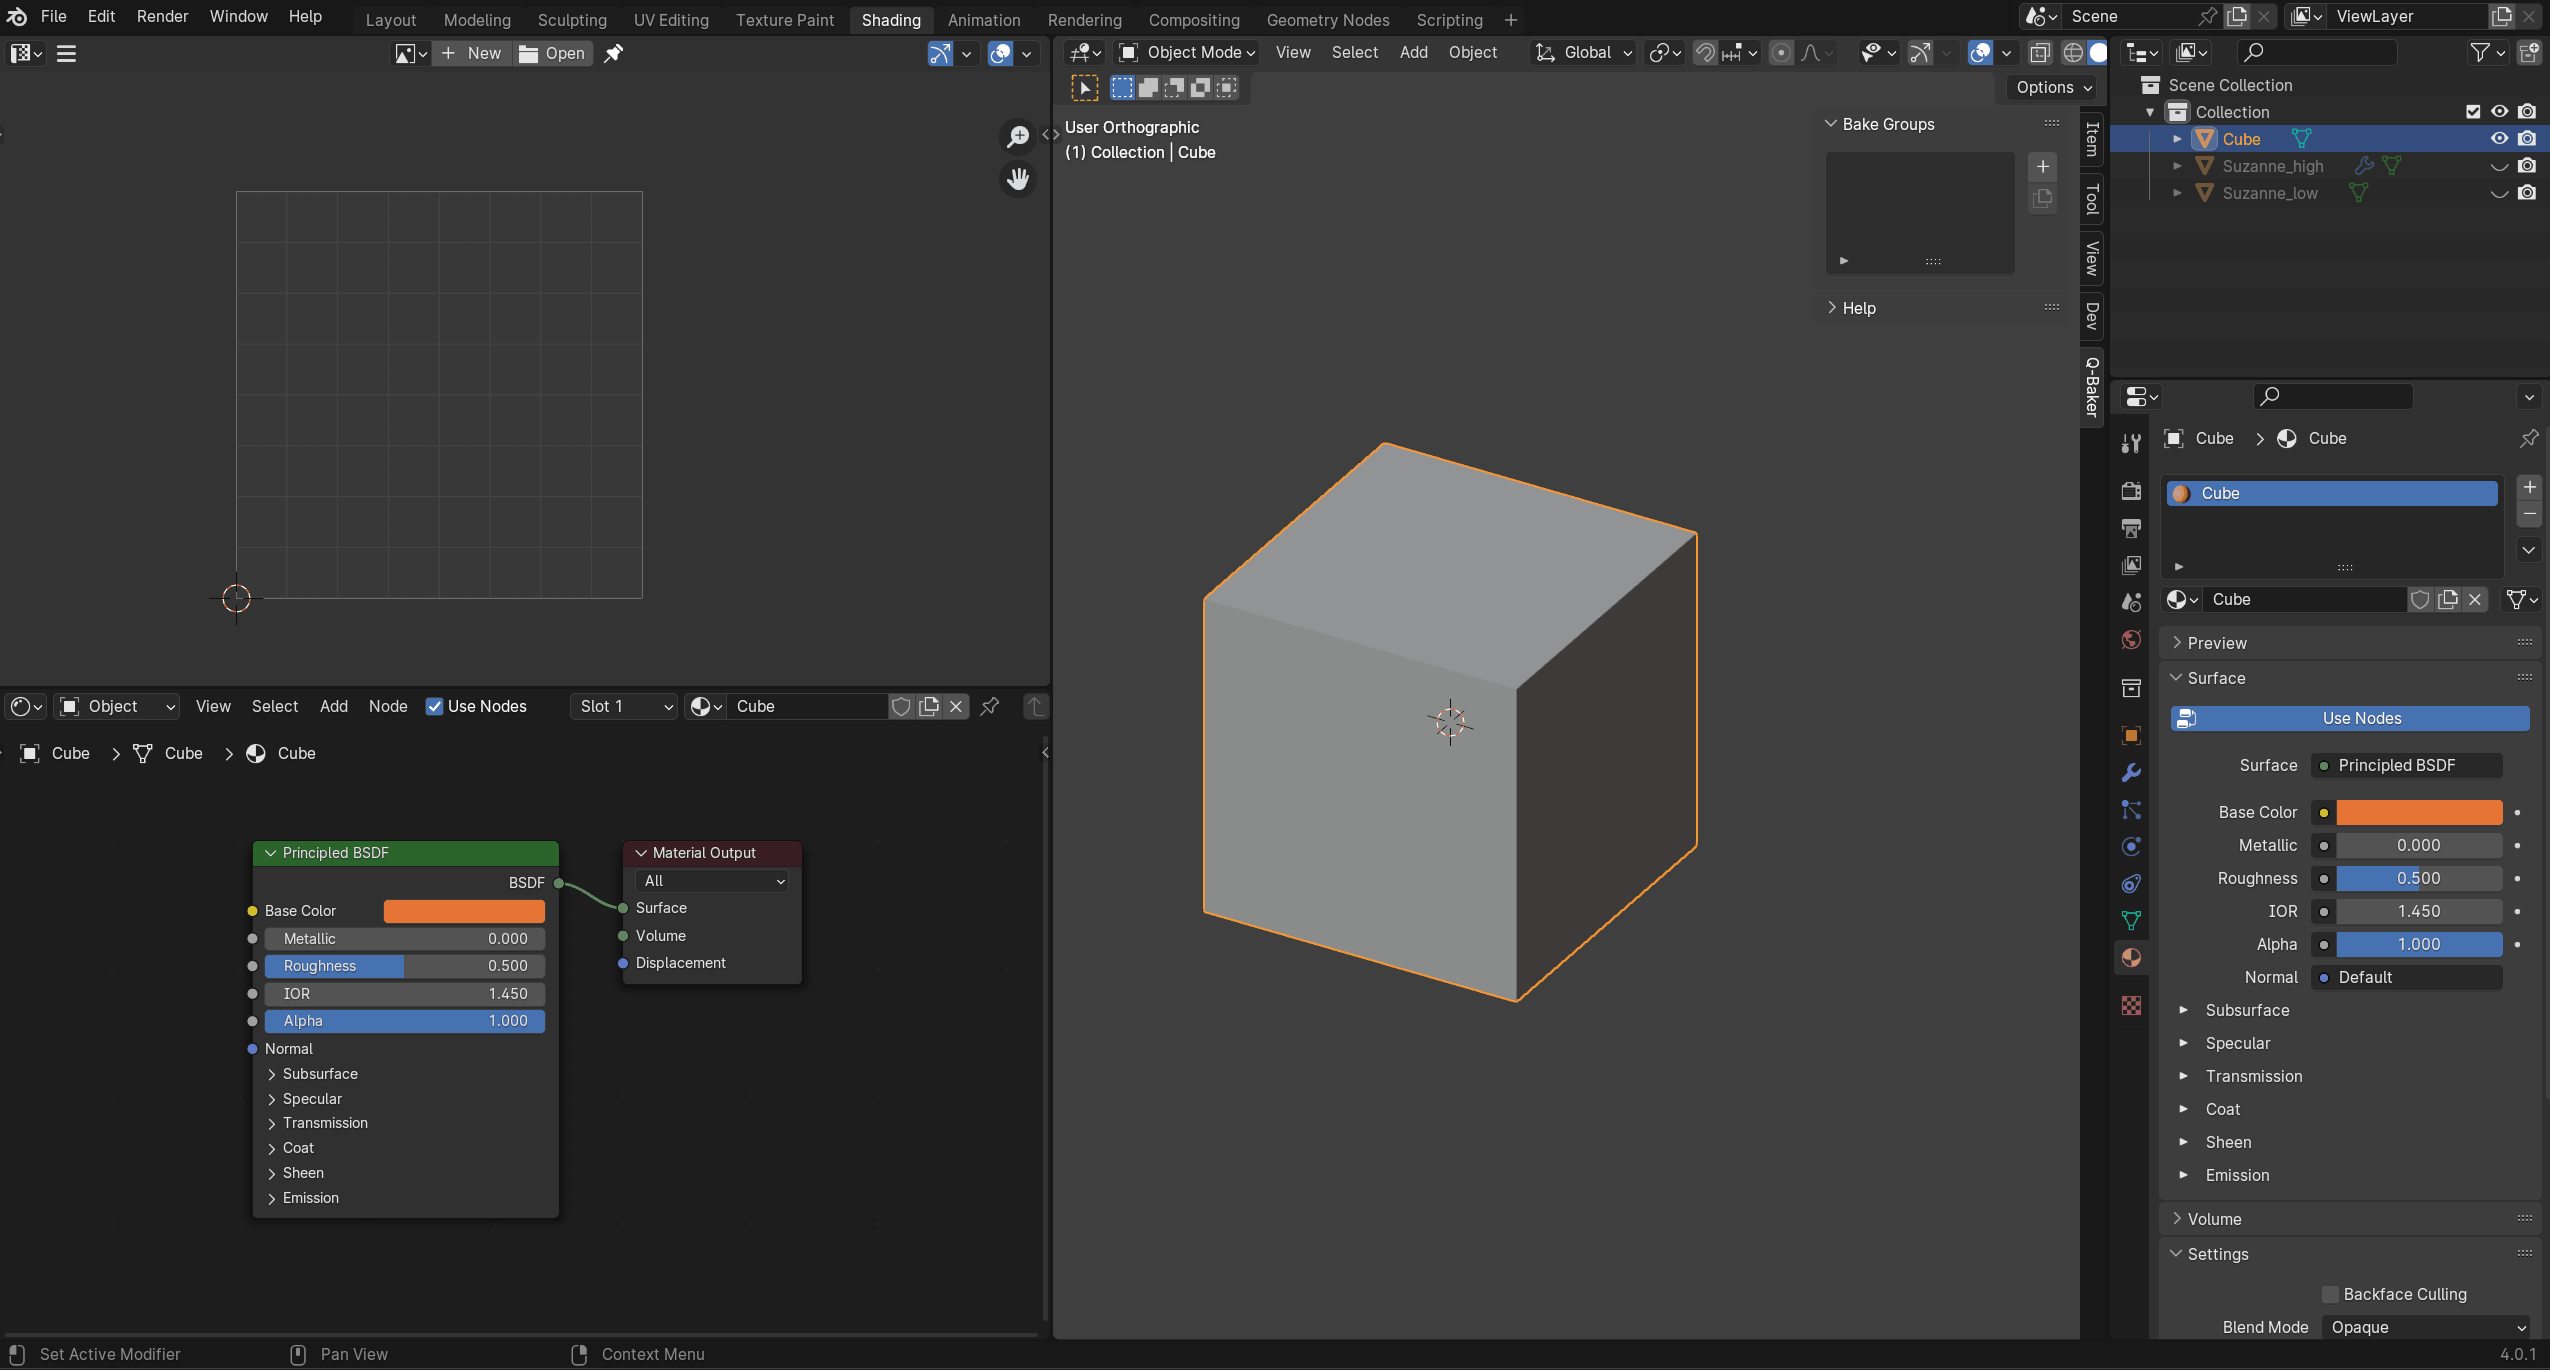 File Edit Render Window Help Layout Modeling Sculpting UV Editing Texture Paint Shading Animation Rendering Compositing Geometry Nodes Scripting Scene ViewLayer
New Open
Object Mode View Select Add Object Global
Options
User Orthographic
(1) Collection | Cube
Bake Groups
Help
Item
Tool
View
Dev
Q-Baker
Scene Collection
Collection
Cube
Suzanne_high
Suzanne_low
Cube Cube
Cube
Cube
Preview
Surface
Use Nodes
Surface Principled BSDF
Base Color
Metallic 0.000
Roughness 0.500
IOR 1.450
Alpha 1.000
Normal Default
Subsurface
Specular
Transmission
Coat
Sheen
Emission
Volume
Settings
Backface Culling
Blend Mode Opaque
Object View Select Add Node Use Nodes Slot 1 Cube
Cube Cube Cube
Principled BSDF
BSDF
Base Color
Metallic 0.000
Roughness 0.500
IOR 1.450
Alpha 1.000
Normal
Subsurface
Specular
Transmission
Coat
Sheen
Emission
Material Output
All
Surface
Volume
Displacement
Set Active Modifier Pan View Context Menu 4.0.1